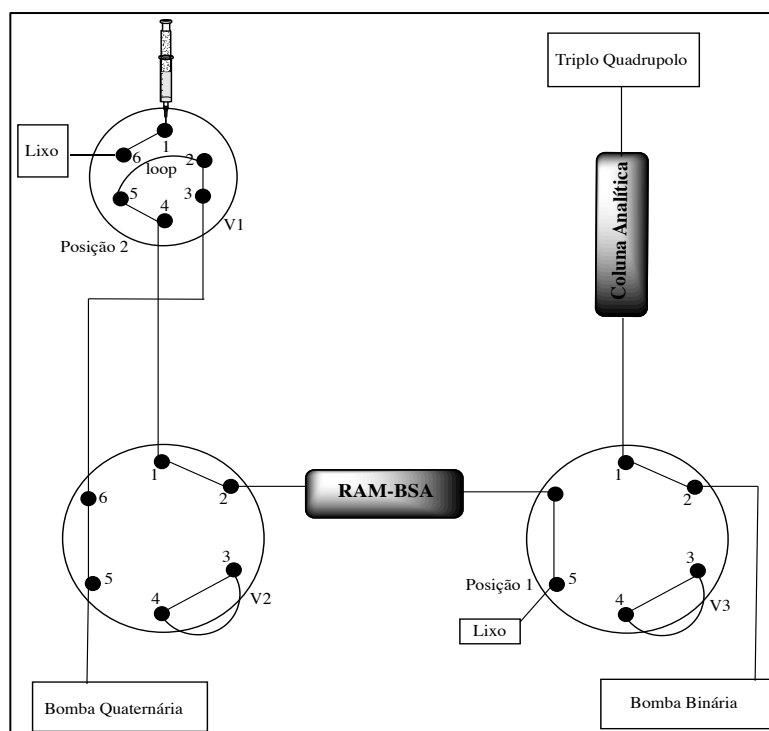 Triplo Quadrupolo
Lixo
1
6
2
loop
5
4
3
V1
Posição 2
Coluna Analítica
1
2
6
5
3
4
V2
RAM-BSA
1
2
Posição 1
5
3
4
V3
Lixo
Bomba Quaternária
Bomba Binária